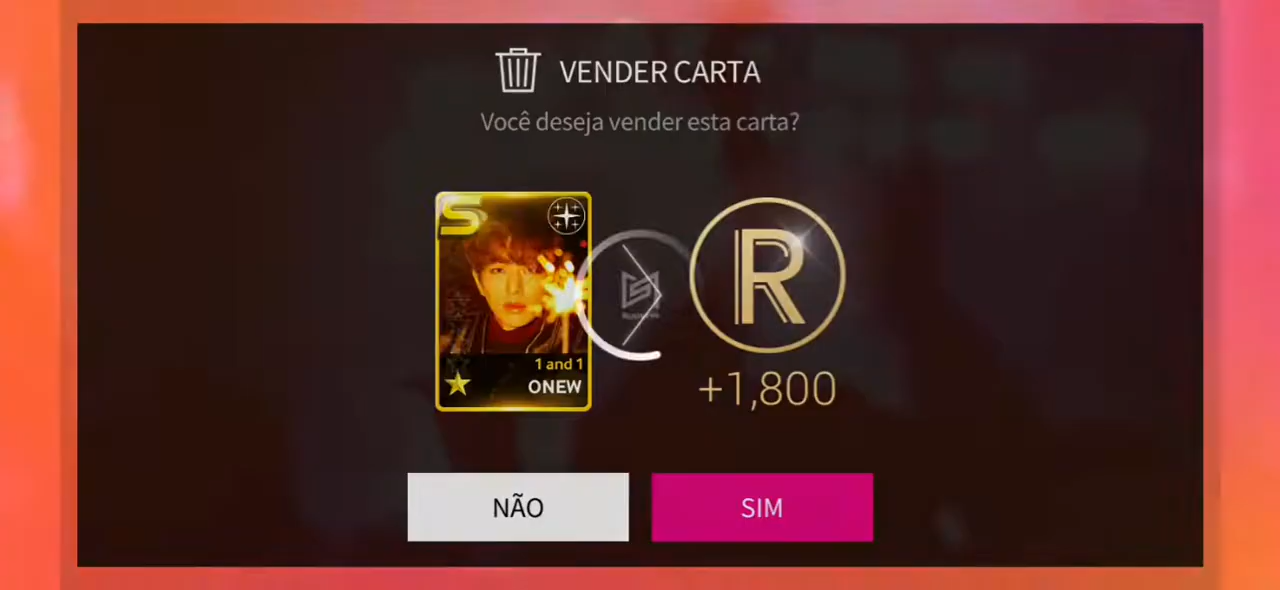 VENDER CARTA
Você deseja vender esta carta?
S
R
1 and 1
ONEW
+1,800
NÃO
SIM